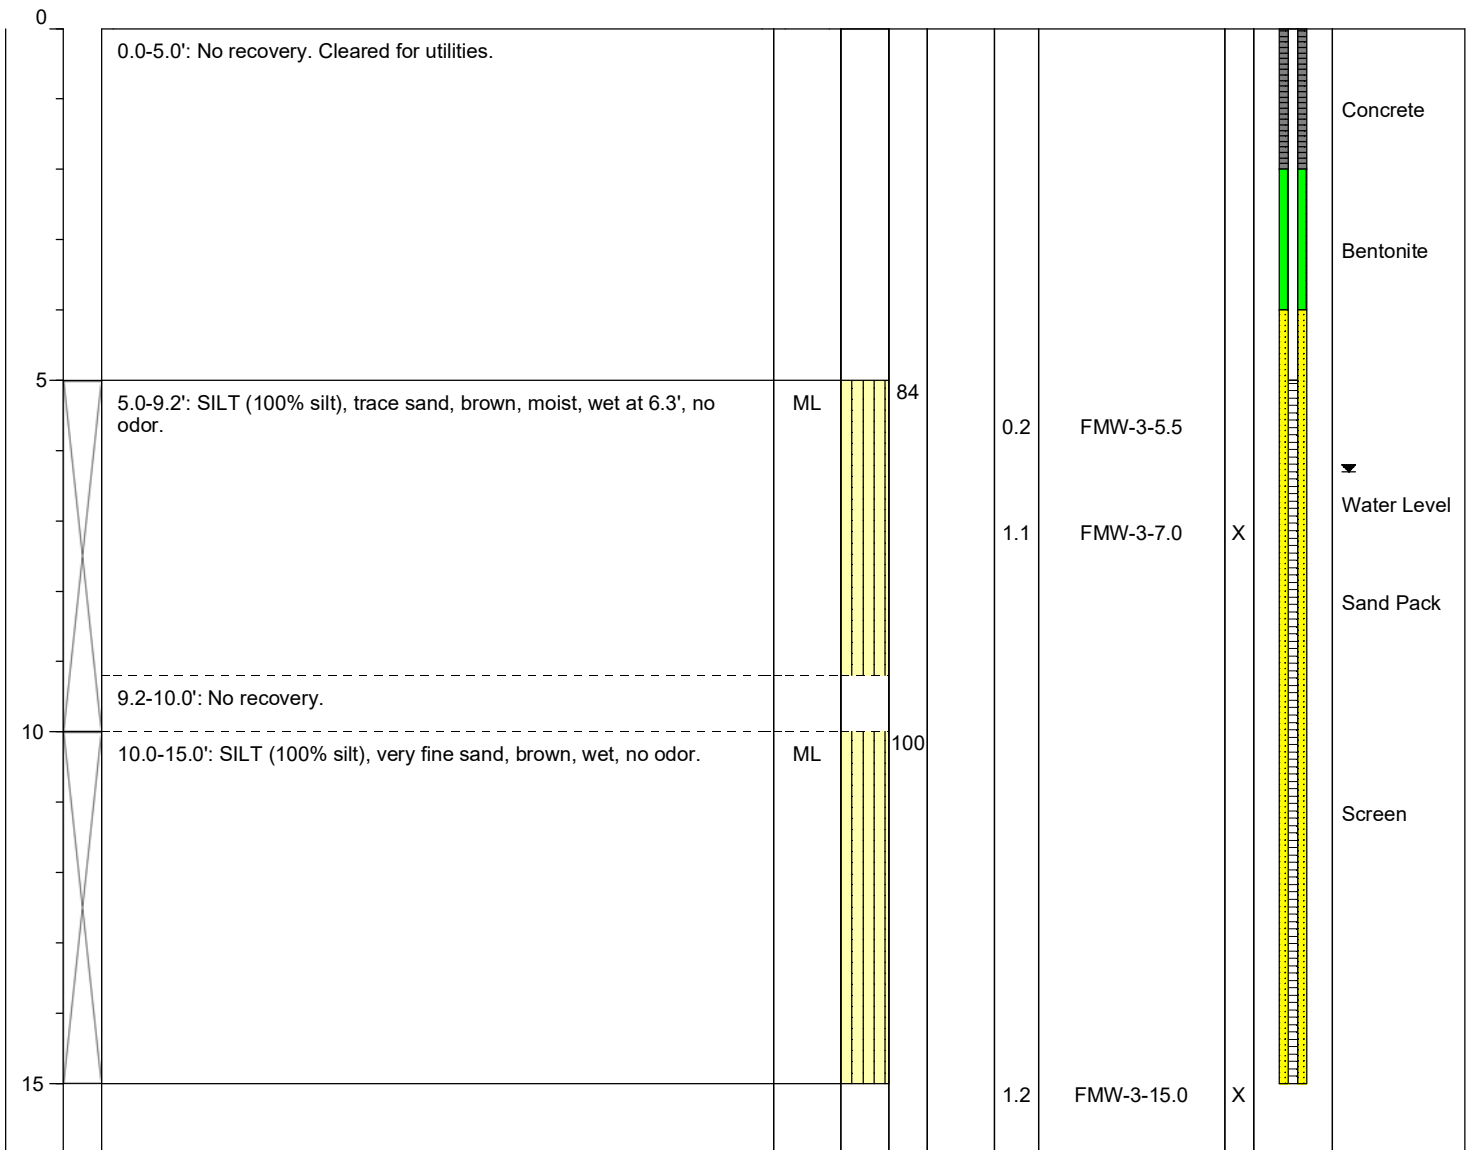 0
0.0-5.0': No recovery. Cleared for utilities.
Concrete
Bentonite
5
5.0-9.2': SILT (100% silt), trace sand, brown, moist, wet at 6.3', no
odor.
ML
84
0.2
FMW-3-5.5
Water Level
1.1
FMW-3-7.0
X
Sand Pack
9.2-10.0': No recovery.
10
10.0-15.0': SILT (100% silt), very fine sand, brown, wet, no odor.
ML
100
Screen
15
1.2
FMW-3-15.0
X